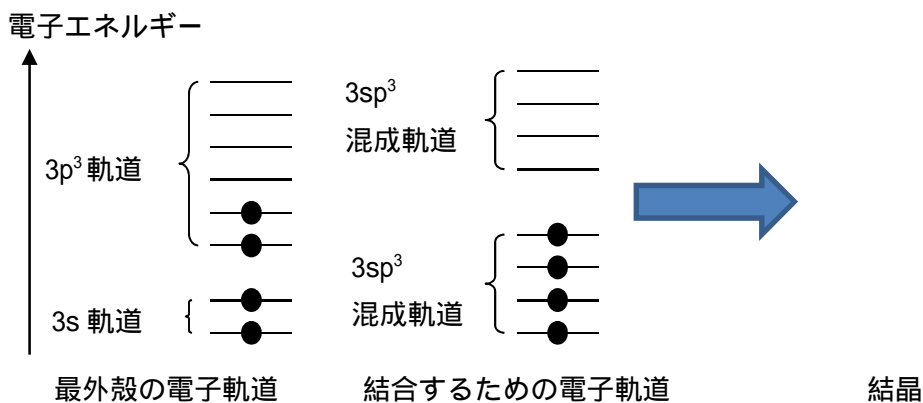 電子エネルギー
3p³ 軌道
3s 軌道
3sp³
混成軌道
3sp³
混成軌道
最外殻の電子軌道
結合するための電子軌道
結晶